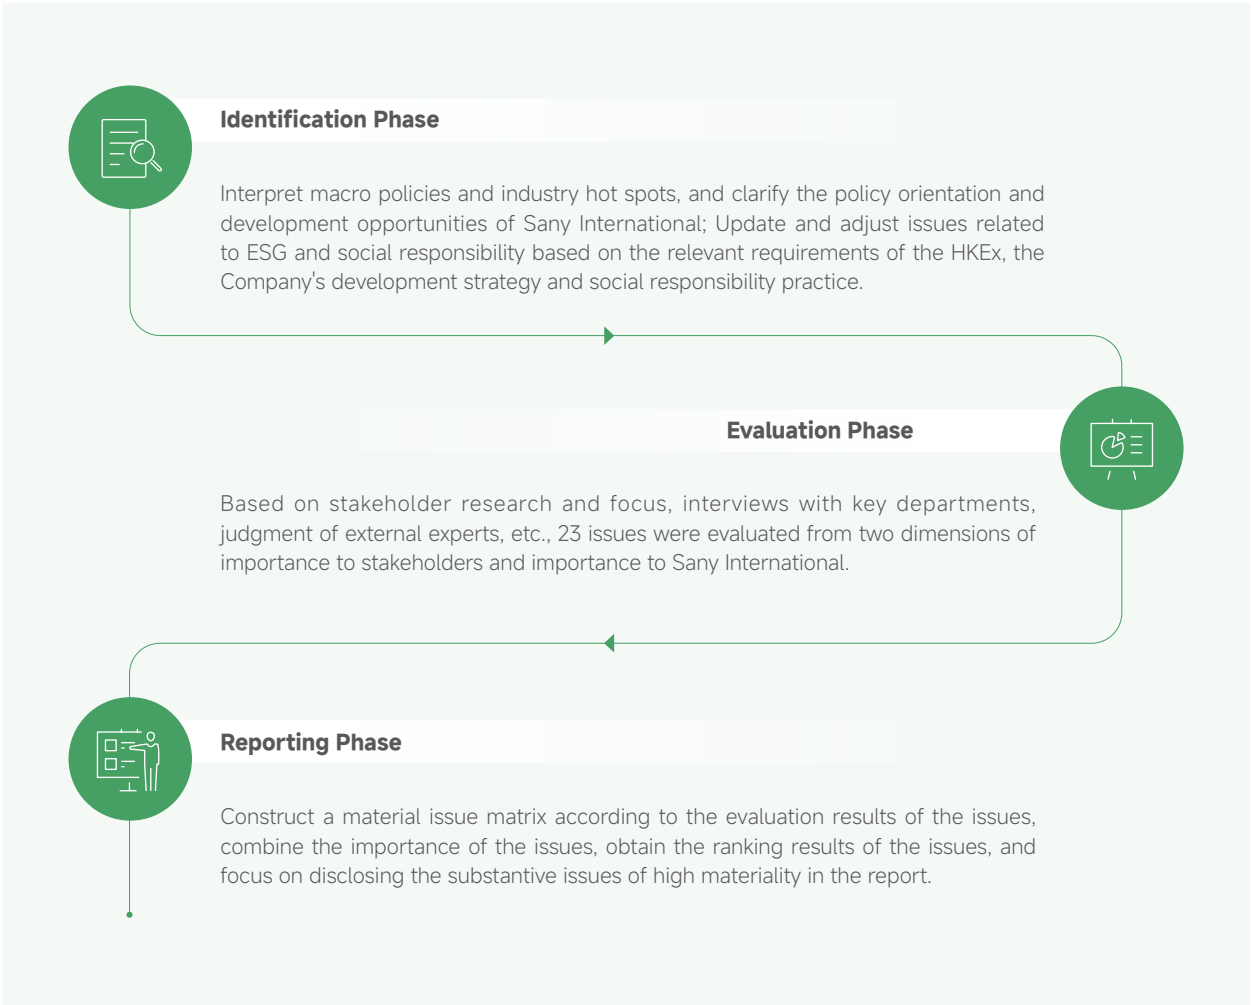 Identification Phase
Interpret macro policies and industry hot spots, and clarify the policy orientation and
development opportunities of Sany International; Update and adjust issues related
to ESG and social responsibility based on the relevant requirements of the HKEx, the
Company's development strategy and social responsibility practice.
Evaluation Phase
Based on stakeholder research and focus, interviews with key departments,
judgment of external experts, etc., 23 issues were evaluated from two dimensions of
importance to stakeholders and importance to Sany International.
Reporting Phase
Construct a material issue matrix according to the evaluation results of the issues,
combine the importance of the issues, obtain the ranking results of the issues, and
focus on disclosing the substantive issues of high materiality in the report.